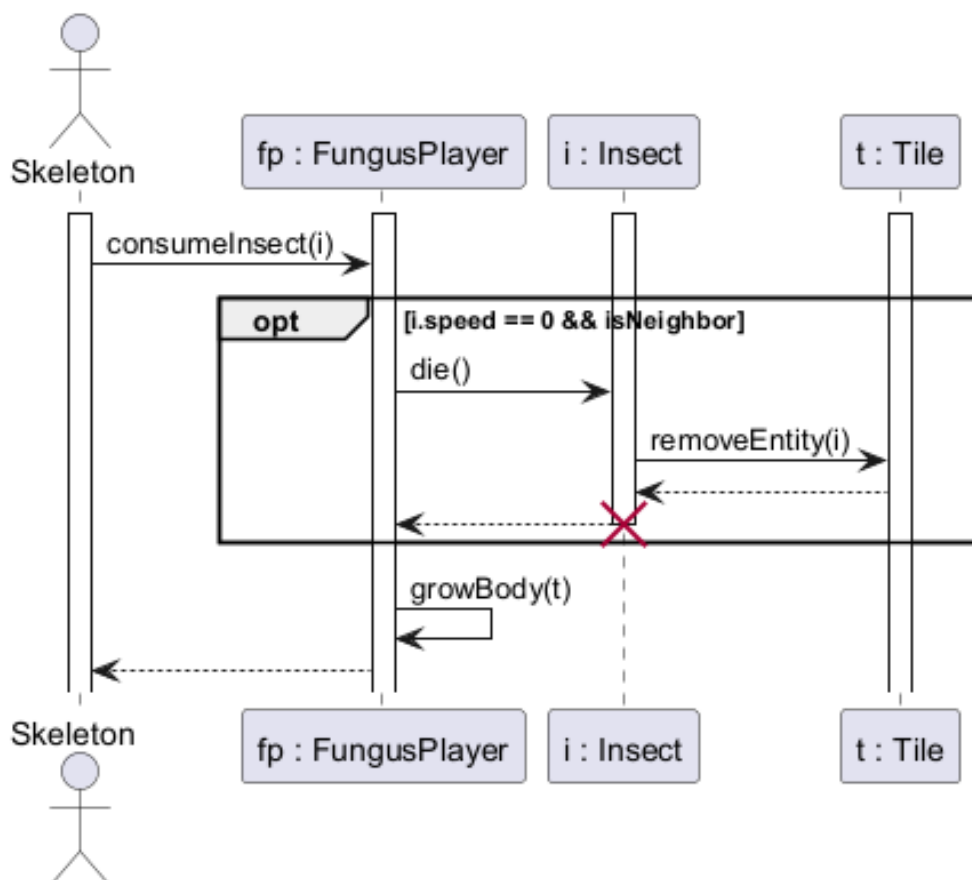 Skeleton
fp : FungusPlayer
i : Insect
t : Tile
consumeInsect(i)
opt
[i.speed == 0 && isNeighbor]
die()
removeEntity(i)
growBody(t)
Skeleton
fp : FungusPlayer
i : Insect
t : Tile